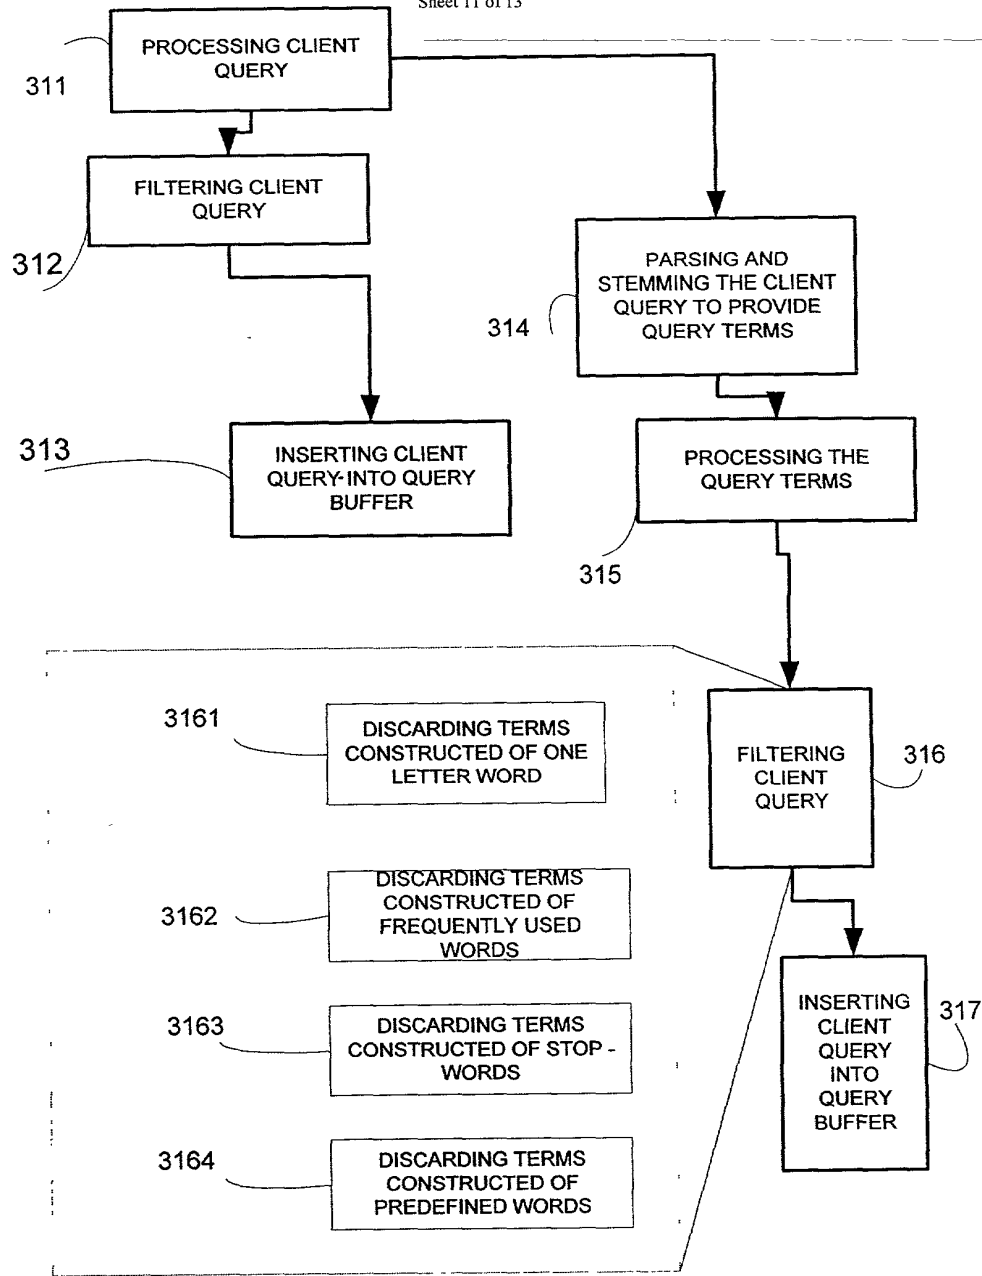 Sheet 11 of 13
PROCESSING CLIENT
QUERY
311
FILTERING CLIENT
QUERY
312
PARSING AND
STEMMING THE CLIENT
QUERY TO PROVIDE
QUERY TERMS
314
INSERTING CLIENT
QUERY-INTO QUERY
BUFFER
313
PROCESSING THE
QUERY TERMS
315
3161
DISCARDING TERMS
CONSTRUCTED OF ONE
LETTER WORD
FILTERING
CLIENT
QUERY
316
3162
DISCARDING TERMS
CONSTRUCTED OF
FREQUENTLY USED
WORDS
3163
DISCARDING TERMS
CONSTRUCTED OF STOP -
WORDS
INSERTING
CLIENT
QUERY
INTO
QUERY
BUFFER
317
3164
DISCARDING TERMS
CONSTRUCTED OF
PREDEFINED WORDS